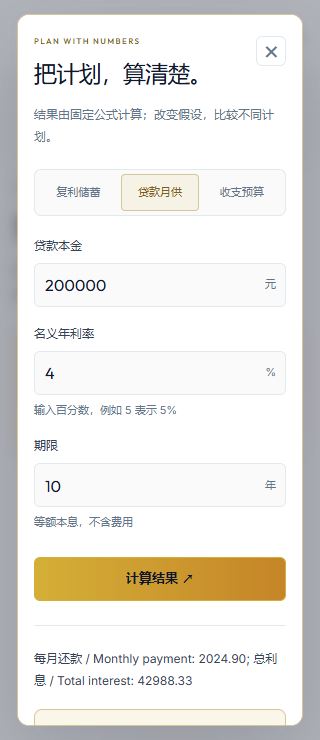 PLAN WITH NUMBERS
把计划，算清楚。
结果由固定公式计算；改变假设，比较不同计
划。
复利储蓄 贷款月供 收支预算
贷款本金
200000 元
名义年利率
4 %
输入百分数，例如 5 表示 5%
期限
10 年
等额本息，不含费用
计算结果 ↗
每月还款 / Monthly payment: 2024.90; 总利
息 / Total interest: 42988.33